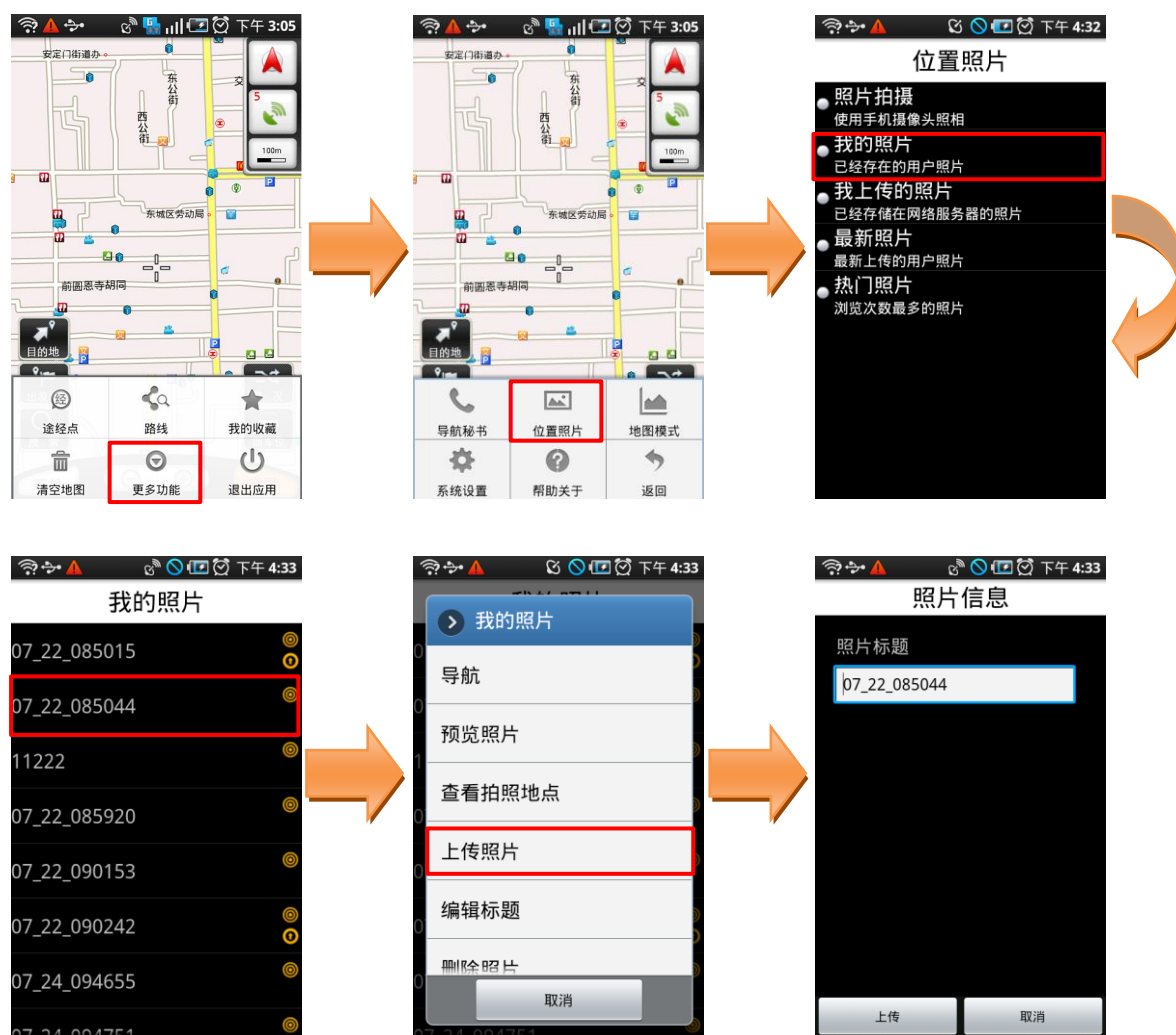 下午 3:05
安定门街道办
东公街
交
西公街
5
100m
东城区劳动局
前圆恩寺胡同
目的地
途经点
路线
我的收藏
清空地图
更多功能
退出应用
下午 3:05
安定门街道办
东公街
交
西公街
5
100m
东城区劳动局
前圆恩寺胡同
目的地
导航秘书
位置照片
地图模式
系统设置
帮助关于
返回
下午 4:32
位置照片
照片拍摄
使用手机摄像头照相
我的照片
已经存在的用户照片
我上传的照片
已经存储在网络服务器的照片
最新照片
最新上传的用户照片
热门照片
浏览次数最多的照片
下午 4:33
我的照片
07_22_085015
07_22_085044
11222
07_22_085920
07_22_090153
07_22_090242
07_24_094655
07_24_094751
下午 4:33
我的照片
导航
预览照片
查看拍照地点
上传照片
编辑标题
删除照片
取消
07_24_094751
下午 4:33
照片信息
照片标题
07_22_085044
上传
取消